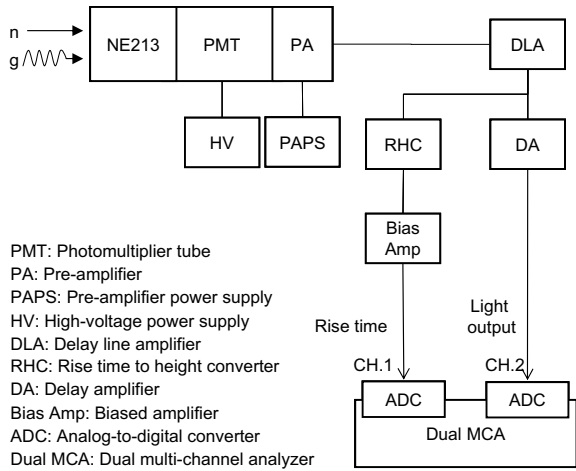 n
g
NE213
PMT
PA
DLA
HV
PAPS
RHC
DA
Bias
Amp
Rise time
Light
output
CH.1
CH.2
ADC
ADC
Dual MCA
PMT: Photomultiplier tube
PA: Pre-amplifier
PAPS: Pre-amplifier power supply
HV: High-voltage power supply
DLA: Delay line amplifier
RHC: Rise time to height converter
DA: Delay amplifier
Bias Amp: Biased amplifier
ADC: Analog-to-digital converter
Dual MCA: Dual multi-channel analyzer